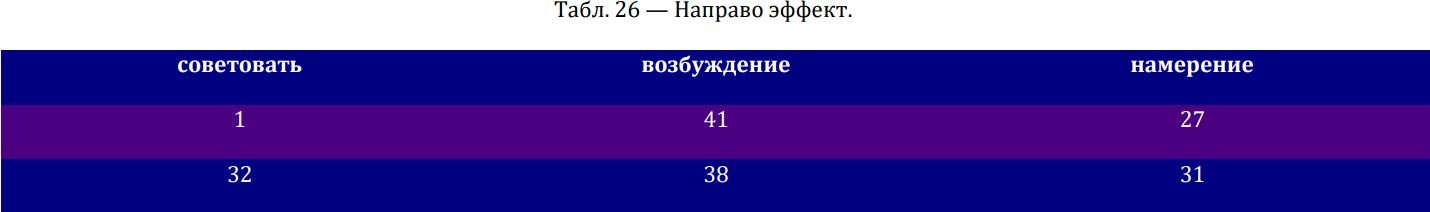 Табл. 26 — Направо эффект.
советовать возбуждение намерение
1 41 27
32 38 31